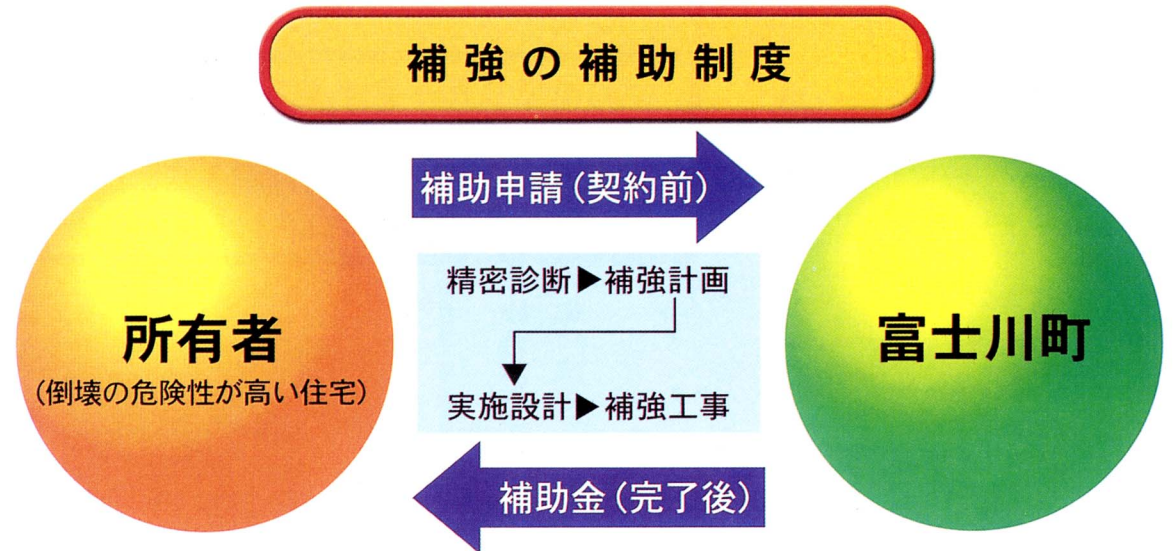 補強の補助制度
補助申請（契約前）
所有者
（倒壊の危険性が高い住宅）
精密診断▶補強計画
実施設計▶補強工事
富士川町
補助金（完了後）